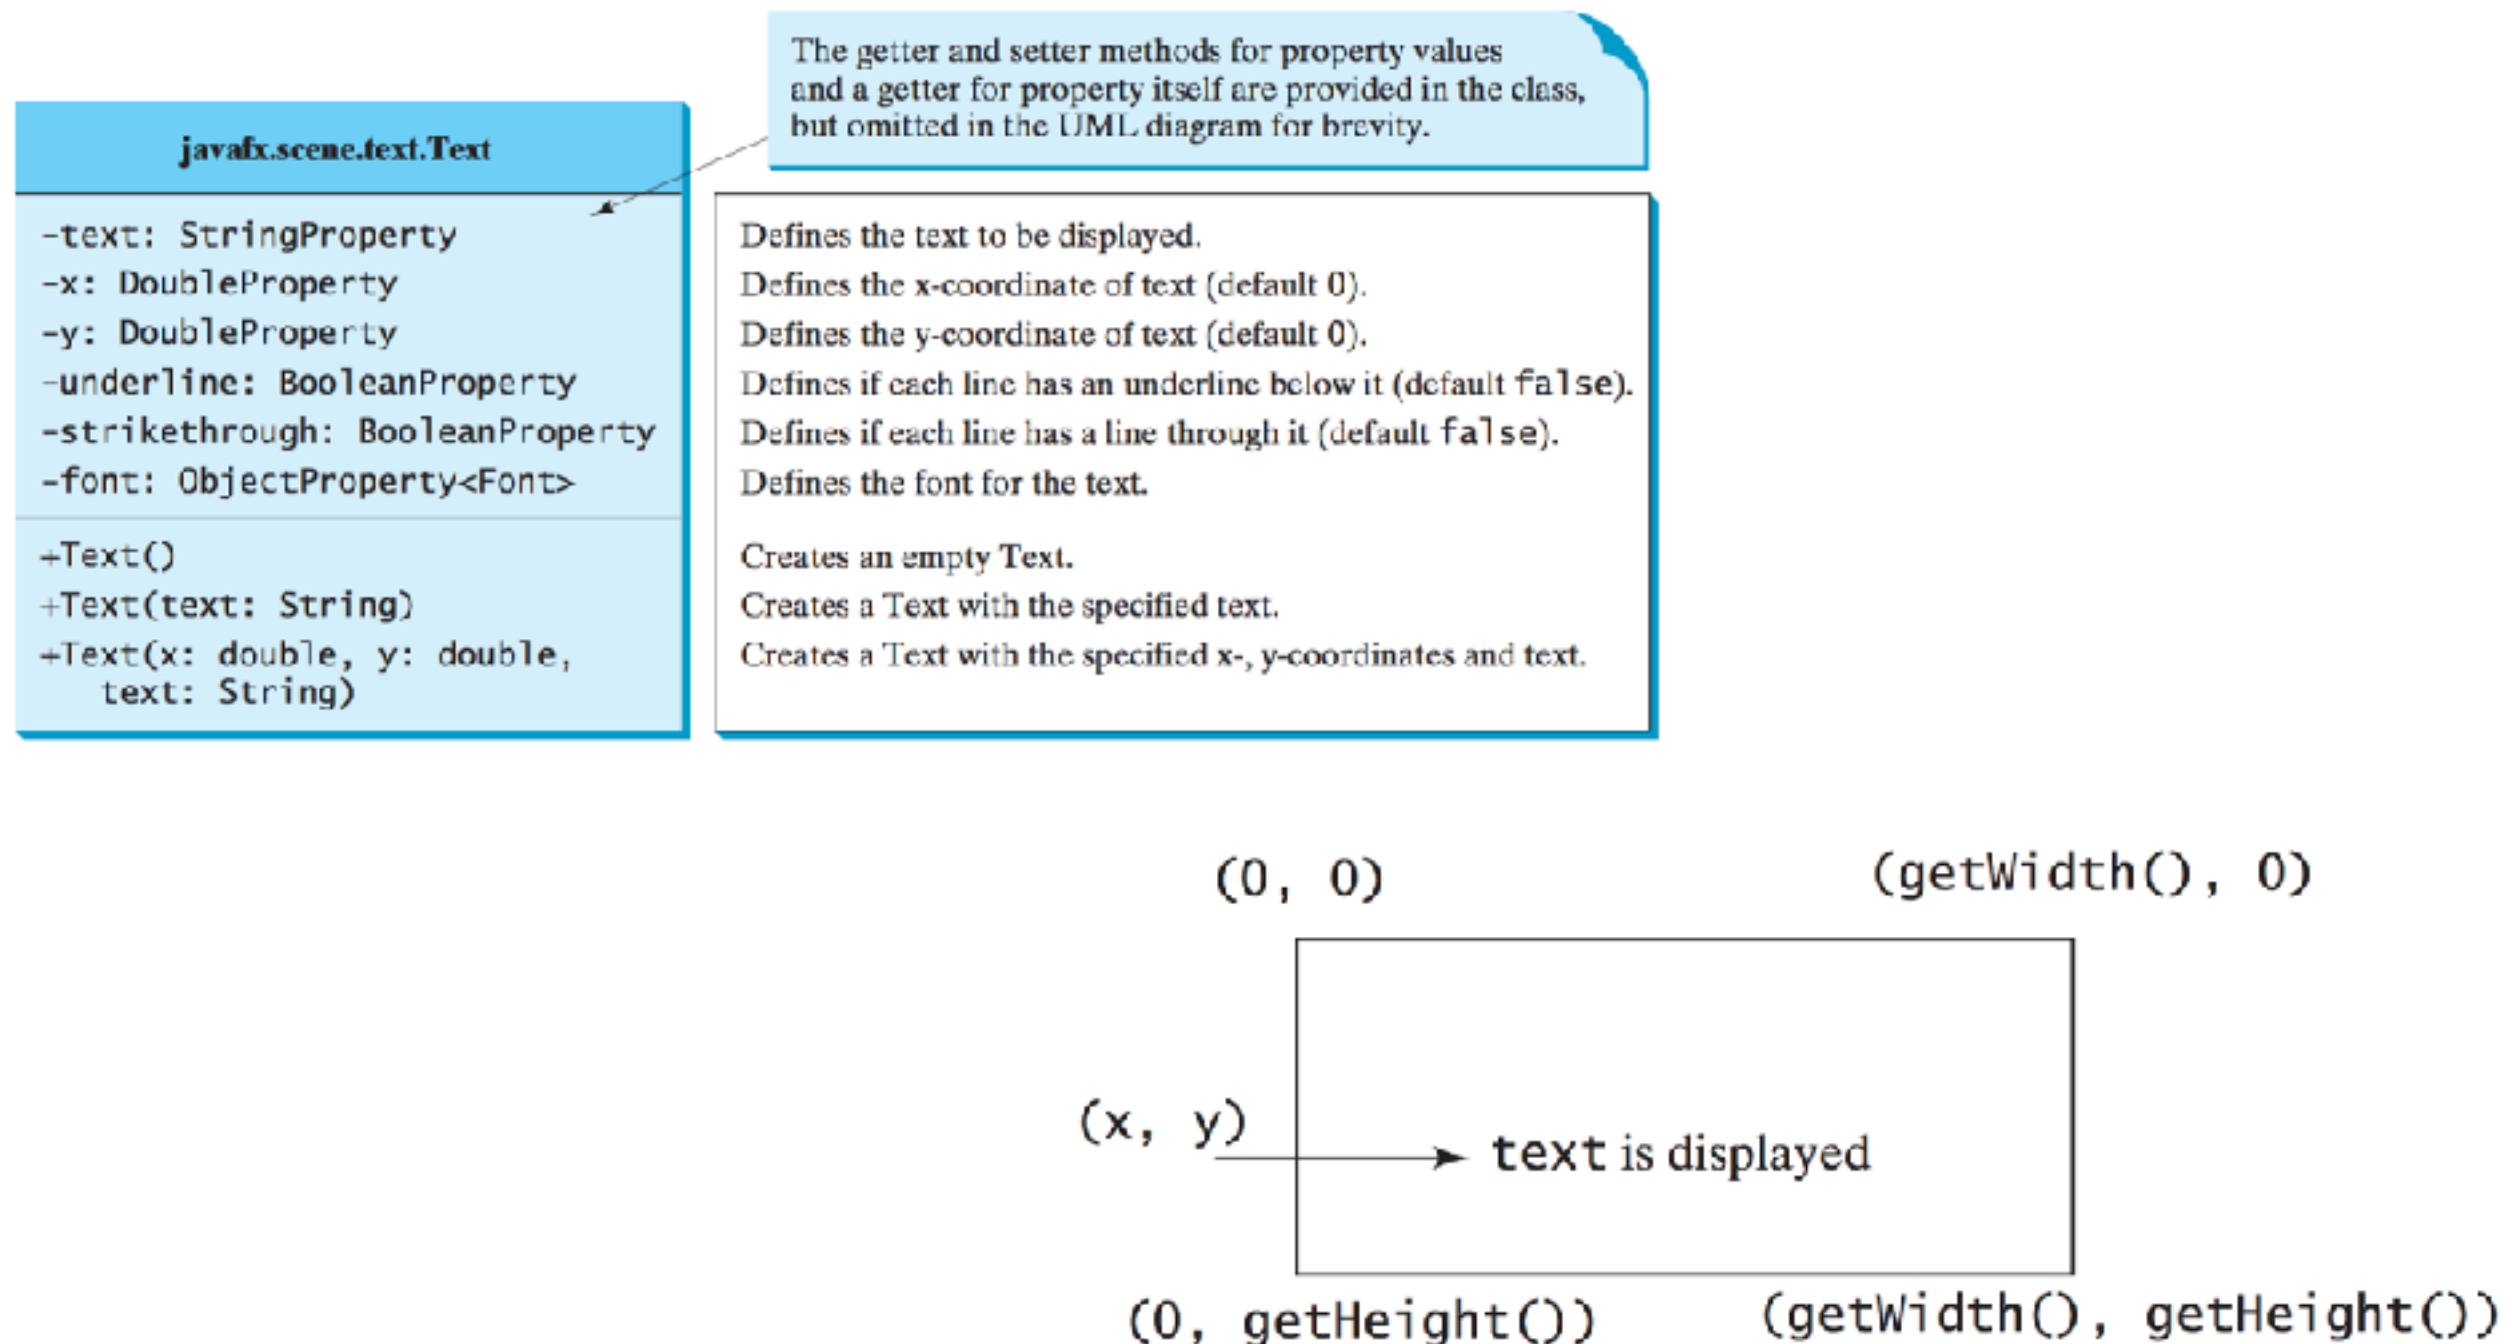 The getter and setter methods for property values
and a getter for property itself are provided in the class,
but omitted in the UML diagram for brevity.
javafx.scene.text.Text
-text: StringProperty
-x: DoubleProperty
-y: DoubleProperty
-underline: BooleanProperty
-strikethrough: BooleanProperty
-font: ObjectProperty<Font>
+Text()
+Text(text: String)
+Text(x: double, y: double,
text: String)
Defines the text to be displayed.
Defines the x-coordinate of text (default 0).
Defines the y-coordinate of text (default 0).
Defines if each line has an underline below it (default false).
Defines if each line has a line through it (default false).
Defines the font for the text.
Creates an empty Text.
Creates a Text with the specified text.
Creates a Text with the specified x-, y-coordinates and text.
(0, 0)
(getWidth(), 0)
(x, y)
text is displayed
(0, getHeight())
(getWidth(), getHeight())